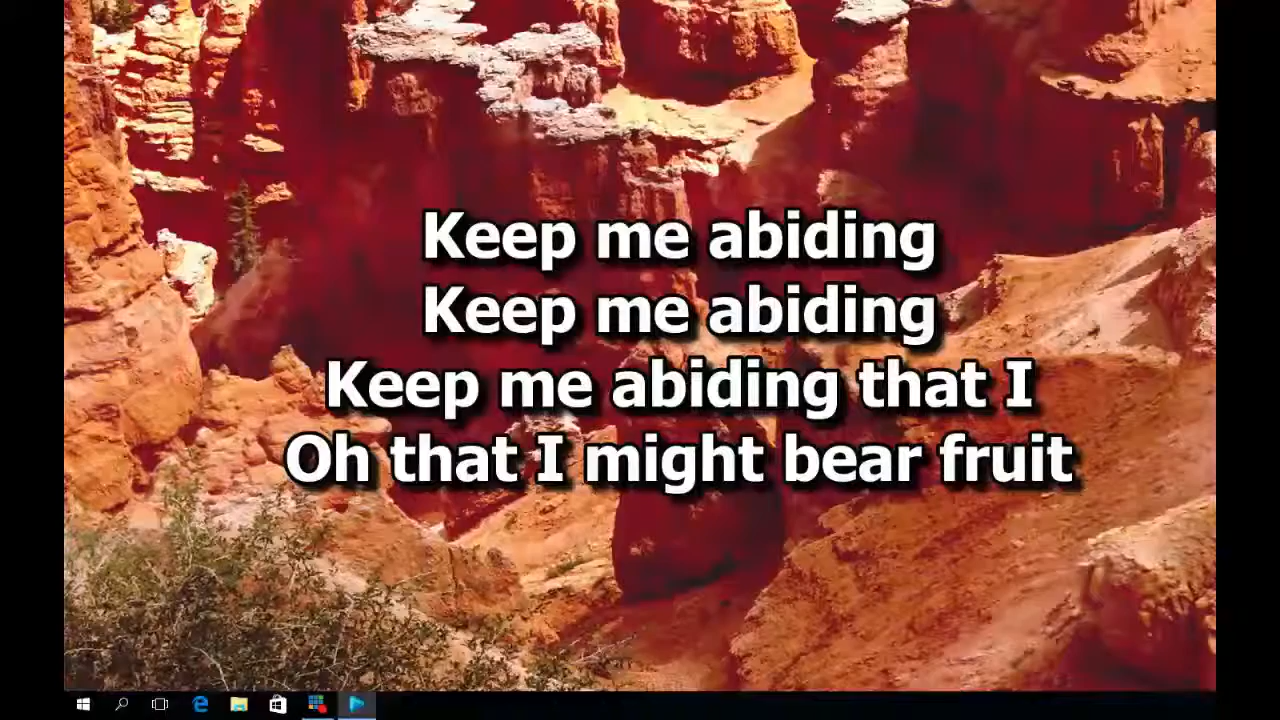 Keep me abiding
Keep me abiding
Keep me abiding that I
Oh that I might bear fruit